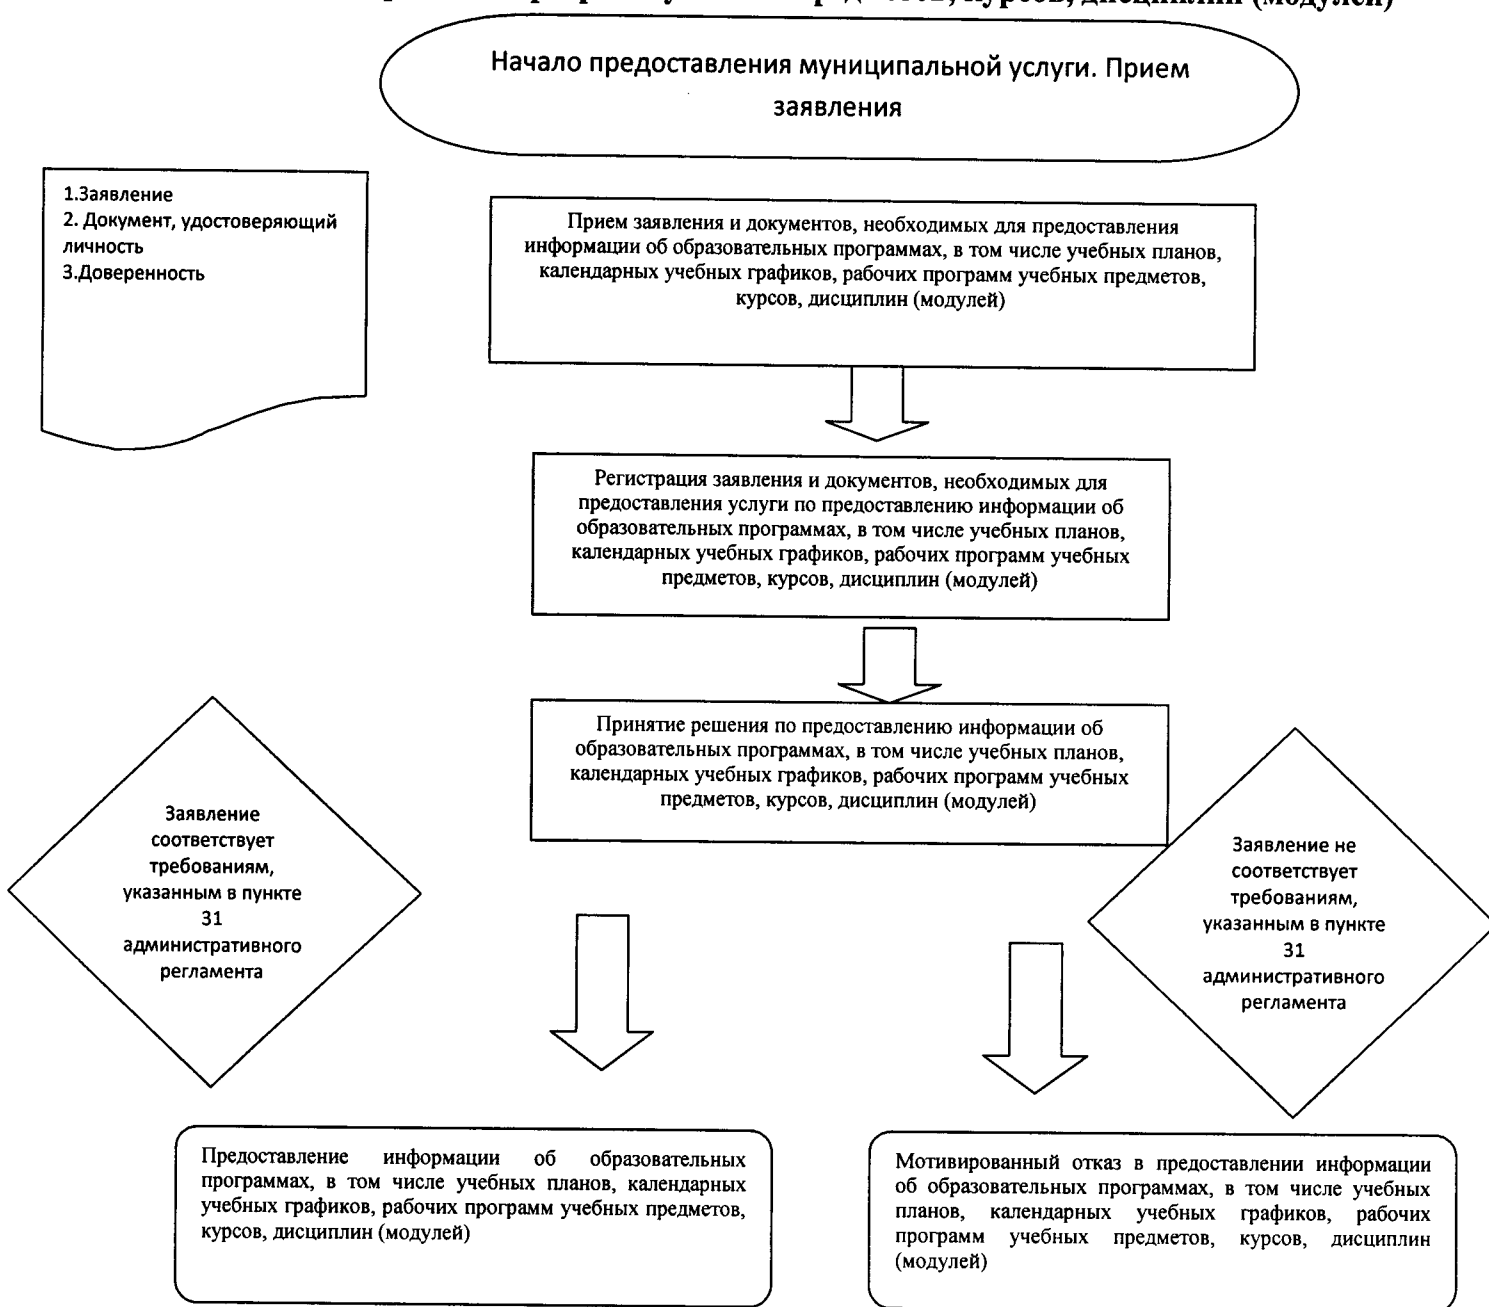 предметов, курсов, дисциплин (модулей)
Начало предоставления муниципальной услуги. Прием
заявления
1.Заявление
2. Документ, удостоверяющий
личность
3.Доверенность
Прием заявления и документов, необходимых для предоставления
информации об образовательных программах, в том числе учебных планов,
календарных учебных графиков, рабочих программ учебных предметов,
курсов, дисциплин (модулей)
Регистрация заявления и документов, необходимых для
предоставления услуги по предоставлению информации об
образовательных программах, в том числе учебных планов,
календарных учебных графиков, рабочих программ учебных
предметов, курсов, дисциплин (модулей)
Принятие решения по предоставлению информации об
образовательных программах, в том числе учебных планов,
календарных учебных графиков, рабочих программ учебных
предметов, курсов, дисциплин (модулей)
Заявление
соответствует
требованиям,
указанным в пункте
31
административного
регламента
Заявление не
соответствует
требованиям,
указанным в пункте
31
административного
регламента
Предоставление информации об образовательных
программах, в том числе учебных планов, календарных
учебных графиков, рабочих программ учебных предметов,
курсов, дисциплин (модулей)
Мотивированный отказ в предоставлении информации
об образовательных программах, в том числе учебных
планов, календарных учебных графиков, рабочих
программ учебных предметов, курсов, дисциплин
(модулей)